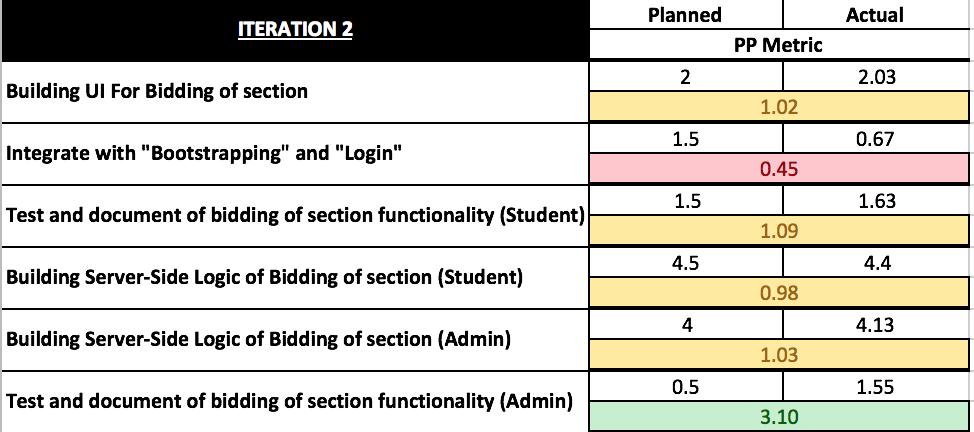 ITERATION 2
Planned Actual
PP Metric
Building UI For Bidding of section
2 2.03
1.02
Integrate with "Bootstrapping" and "Login"
1.5 0.67
0.45
Test and document of bidding of section functionality (Student)
1.5 1.63
1.09
Building Server-Side Logic of Bidding of section (Student)
4.5 4.4
0.98
Building Server-Side Logic of Bidding of section (Admin)
4 4.13
1.03
Test and document of bidding of section functionality (Admin)
0.5 1.55
3.10